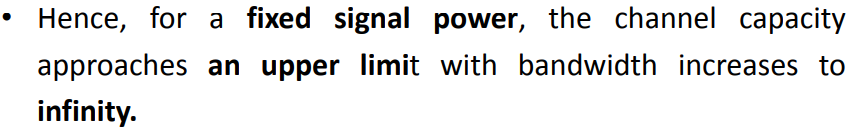 • Hence, for a fixed signal power, the channel capacity
approaches an upper limit with bandwidth increases to
infinity.